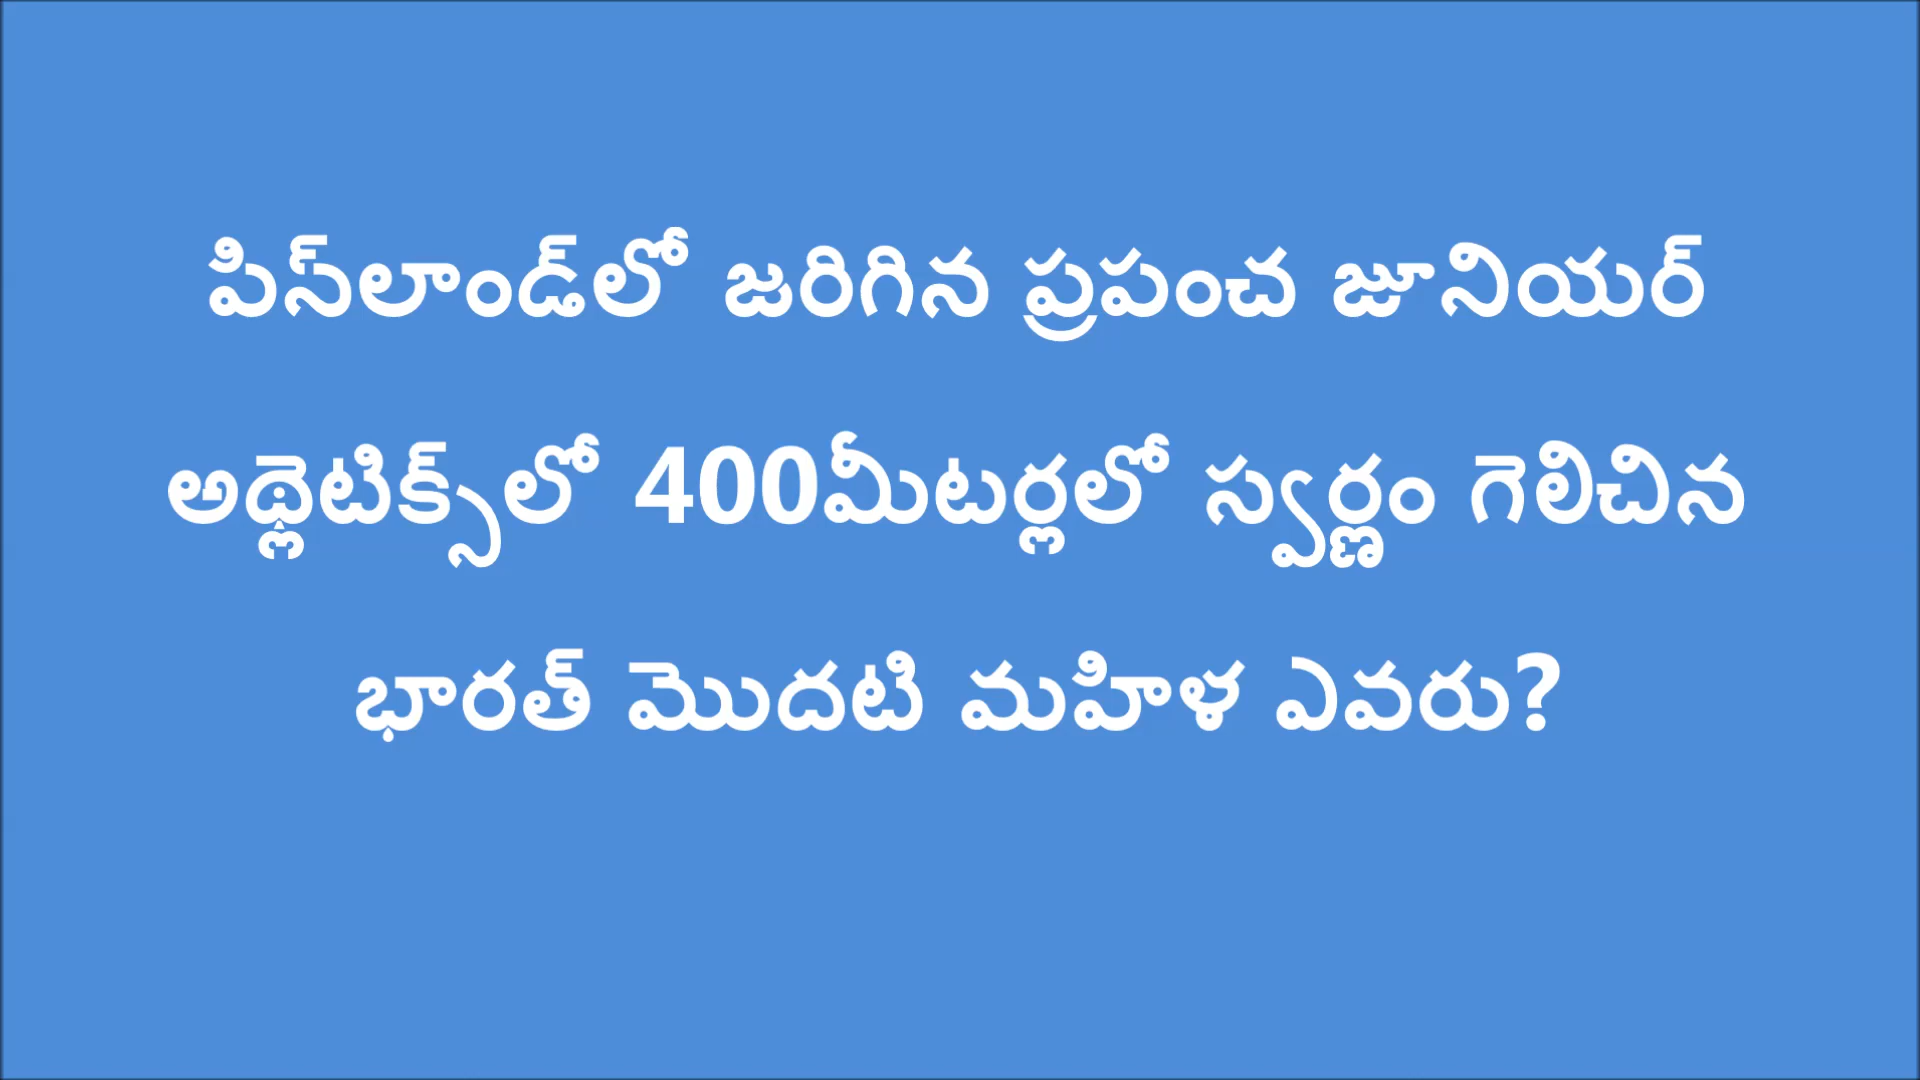 పిన్‌లాండ్‌లో జరిగిన ప్రపంచ జూనియర్
అథ్లెటిక్స్‌లో 400మీటర్లలో స్వర్ణం గెలిచిన
భారత్ మొదటి మహిళ ఎవరు?